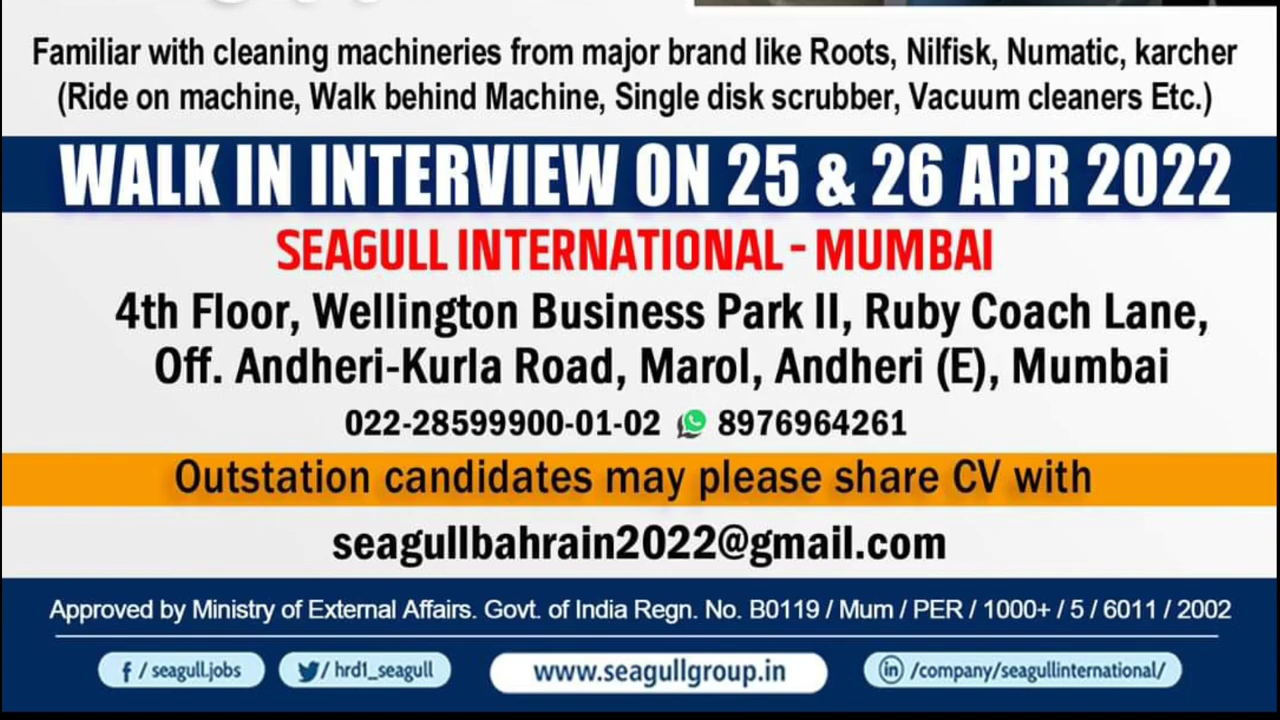 Familiar with cleaning machineries from major brand like Roots, Nilfisk, Numatic, karcher
(Ride on machine, Walk behind Machine, Single disk scrubber, Vacuum cleaners Etc.)
WALK IN INTERVIEW ON 25 & 26 APR 2022
SEAGULL INTERNATIONAL - MUMBAI
4th Floor, Wellington Business Park II, Ruby Coach Lane,
Off. Andheri-Kurla Road, Marol, Andheri (E), Mumbai
022-28599900-01-02 8976964261
Outstation candidates may please share CV with
seagullbahrain2022@gmail.com
Approved by Ministry of External Affairs. Govt. of India Regn. No. B0119 / Mum / PER / 1000+ / 5 / 6011 / 2002
f / seagull.jobs / hrd1_seagull www.seagullgroup.in in /company/seagullinternational/